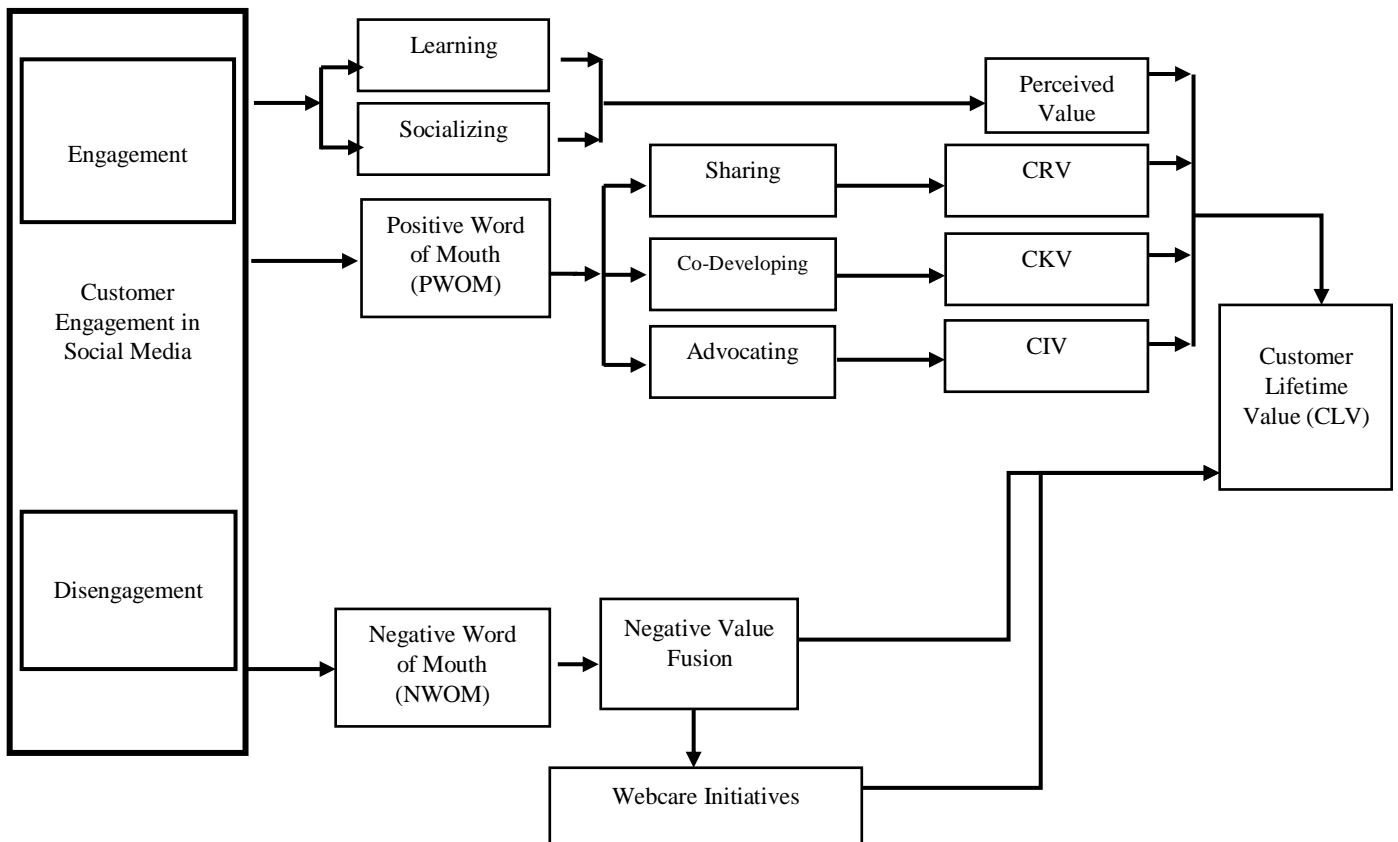 Engagement
Customer
Engagement in
Social Media
Disengagement
Learning
Socializing
Positive Word
of Mouth
(PWOM)
Sharing
Co-Developing
Advocating
Perceived
Value
CRV
CKV
CIV
Customer
Lifetime
Value (CLV)
Negative Word
of Mouth
(NWOM)
Negative Value
Fusion
Webcare Initiatives